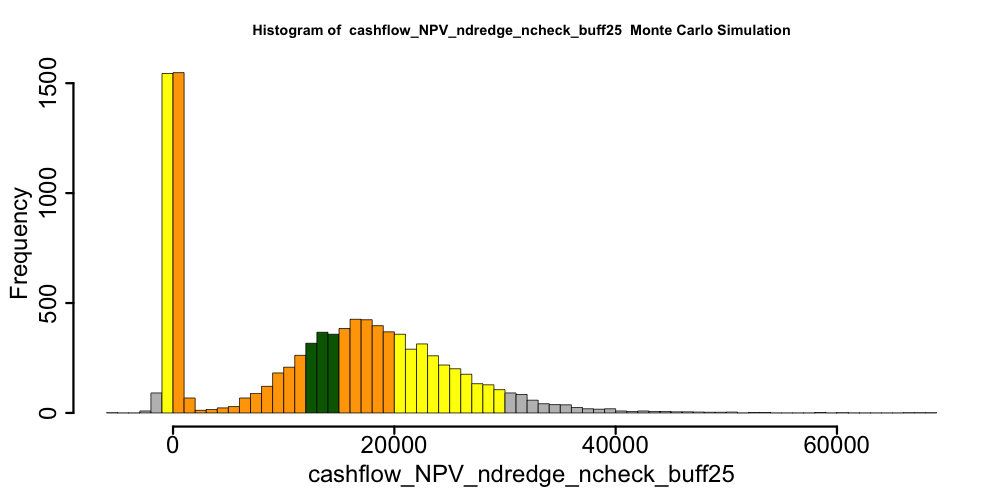 Histogram of  cashflow_NPV_ndredge_ncheck_buff25  Monte Carlo Simulation
Frequency
1500
1000
500
0
0 20000 40000 60000
cashflow_NPV_ndredge_ncheck_buff25